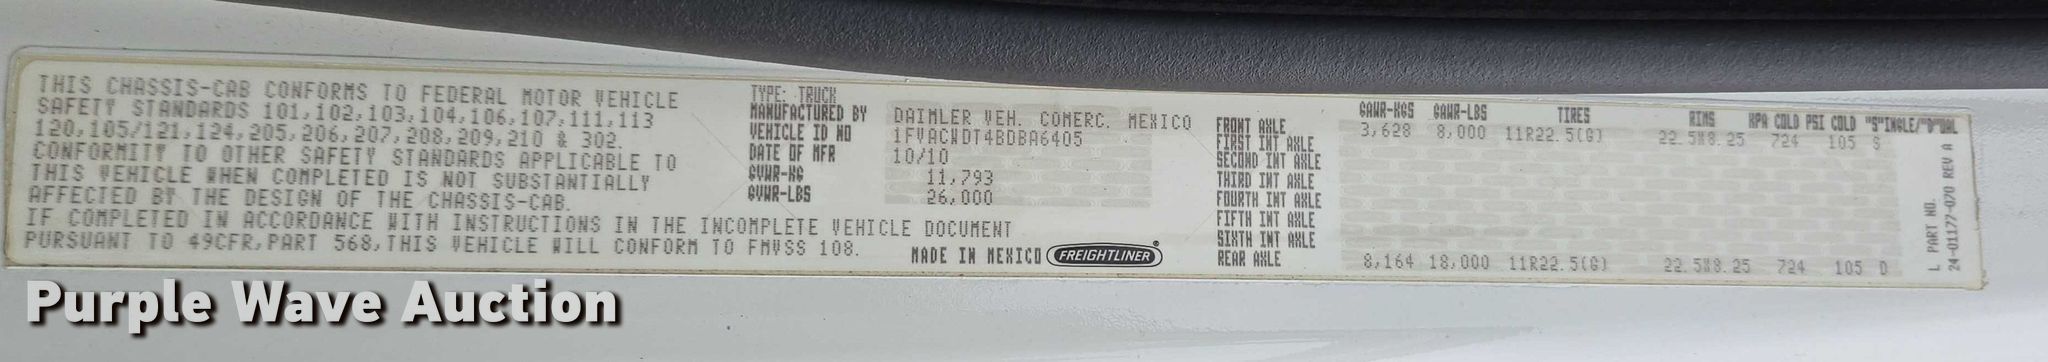 THIS CHASSIS-CAB CONFORMS TO FEDERAL MOTOR VEHICLE
SAFETY STANDARDS 101,102,103,104,106,107,111,113
120,105/121,124,205,206,207,208,209,210 & 302.
CONFORMITY TO OTHER SAFETY STANDARDS APPLICABLE TO
THIS VEHICLE WHEN COMPLETED IS NOT SUBSTANTIALLY
AFFECTED BY THE DESIGN OF THE CHASSIS-CAB.
IF COMPLETED IN ACCORDANCE WITH INSTRUCTIONS IN THE INCOMPLETE VEHICLE DOCUMENT
PURSUANT TO 49CFR,PART 568,THIS VEHICLE WILL CONFORM TO FMVSS 108.
TYPE: TRUCK
MANUFACTURED BY DAIMLER VEH. COMERC. MEXICO
VEHICLE ID NO 1FVACWDT4BDBA6405
DATE OF MFR 10/10
GVWR-KG 11,793
GVWR-LBS 26,000
MADE IN MEXICO FREIGHTLINER®
GAWR-KGS GAWR-LBS TIRES RIMS KPA COLD PSI COLD "S"INGLE/"D"UAL
FRONT AXLE 3,628 8,000 11R22.5(G) 22.5X8.25 724 105 S
FIRST INT AXLE
SECOND INT AXLE
THIRD INT AXLE
FOURTH INT AXLE
FIFTH INT AXLE
SIXTH INT AXLE
REAR AXLE 8,164 18,000 11R22.5(G) 22.5X8.25 724 105 D
L PART NO.
24-01177-070 REV A
Purple Wave Auction